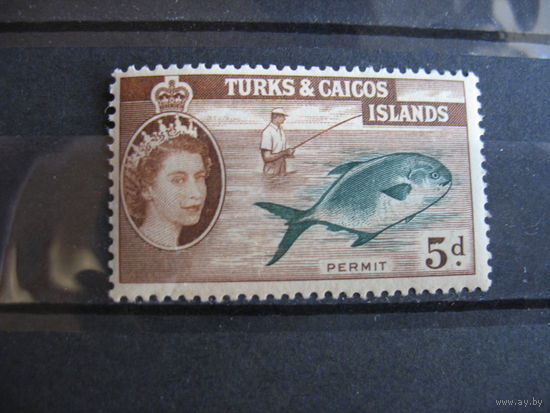 TURKS & CAICOS
ISLANDS
PERMIT
5d.
www.ay.by